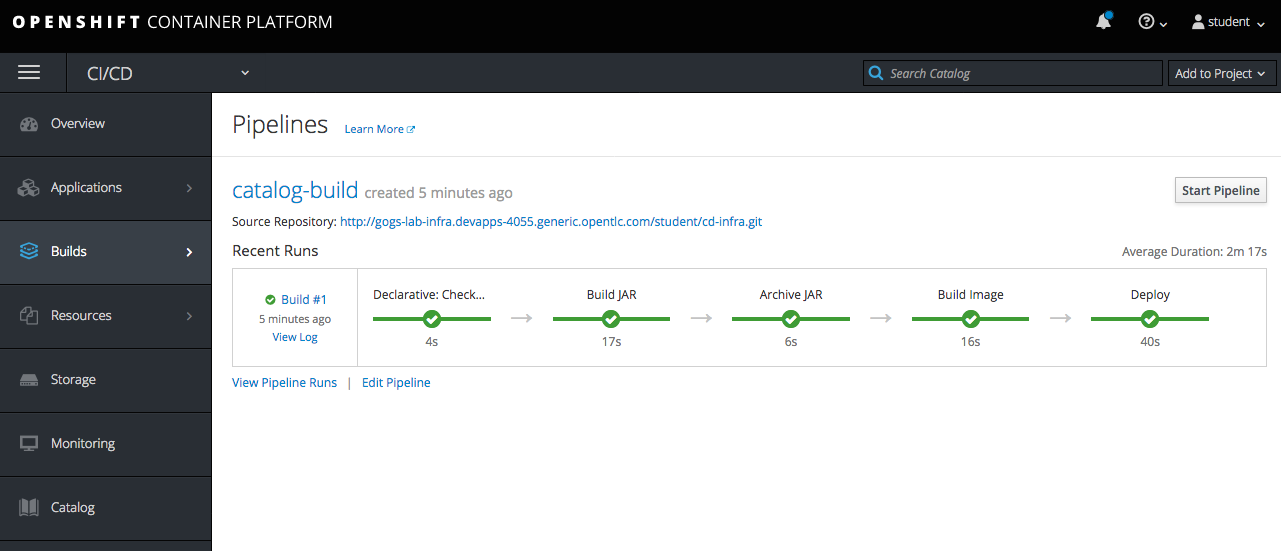 OPENSHIFT CONTAINER PLATFORM
student
CI/CD
Search Catalog
Add to Project
Overview
Applications
Builds
Resources
Storage
Monitoring
Catalog
Pipelines Learn More
catalog-build created 5 minutes ago
Start Pipeline
Source Repository: http://gogs-lab-infra.devapps-4055.generic.opentlc.com/student/cd-infra.git
Recent Runs
Average Duration: 2m 17s
Build #1
5 minutes ago
View Log
Declarative: Check...
4s
Build JAR
17s
Archive JAR
6s
Build Image
16s
Deploy
40s
View Pipeline Runs | Edit Pipeline